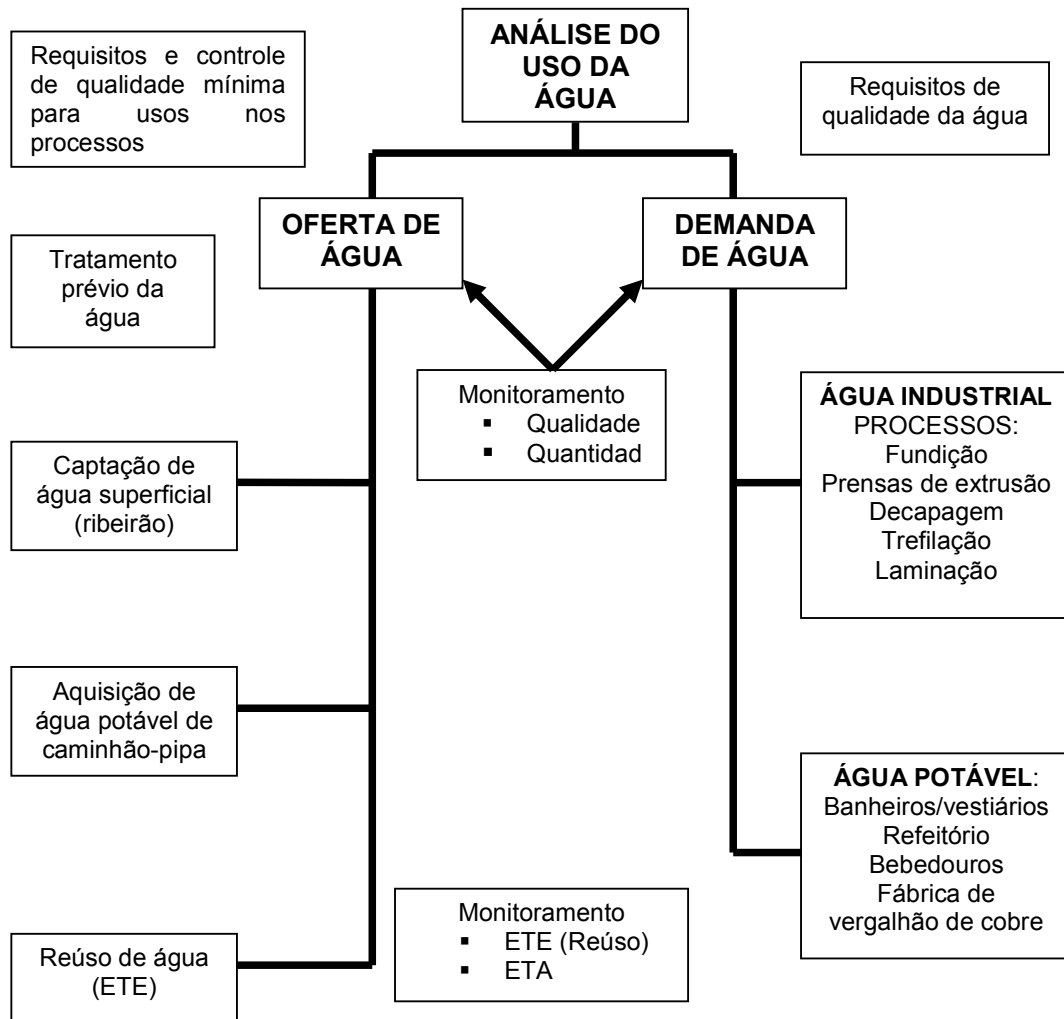 ANÁLISE DO
USO DA
ÁGUA
Requisitos e controle
de qualidade mínima
para usos nos
processos
Requisitos de
qualidade da água
OFERTA DE
ÁGUA
DEMANDA
DE ÁGUA
Tratamento
prévio da
água
Monitoramento
▪ Qualidade
▪ Quantidad
ÁGUA INDUSTRIAL
PROCESSOS:
Fundição
Prensas de extrusão
Decapagem
Trefilação
Laminação
Captação de
água superficial
(ribeirão)
Aquisição de
água potável de
caminhão-pipa
ÁGUA POTÁVEL:
Banheiros/vestiários
Refeitório
Bebedouros
Fábrica de
vergalhão de cobre
Monitoramento
▪ ETE (Reúso)
▪ ETA
Reúso de água
(ETE)